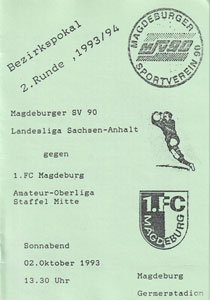 Bezirkspokal
2.Runde ,1993/94
MAGDEBURGER
MSV90
SPORTVEREIN 90
Magdeburger SV 90
Landesliga Sachsen-Anhalt
gegen
1.FC Magdeburg
Amateur-Oberliga
Staffel Mitte
1.FC
MAGDEBURG
Sonnabend
02.Oktober 1993
13.30 Uhr
Magdeburg
Germerstadion